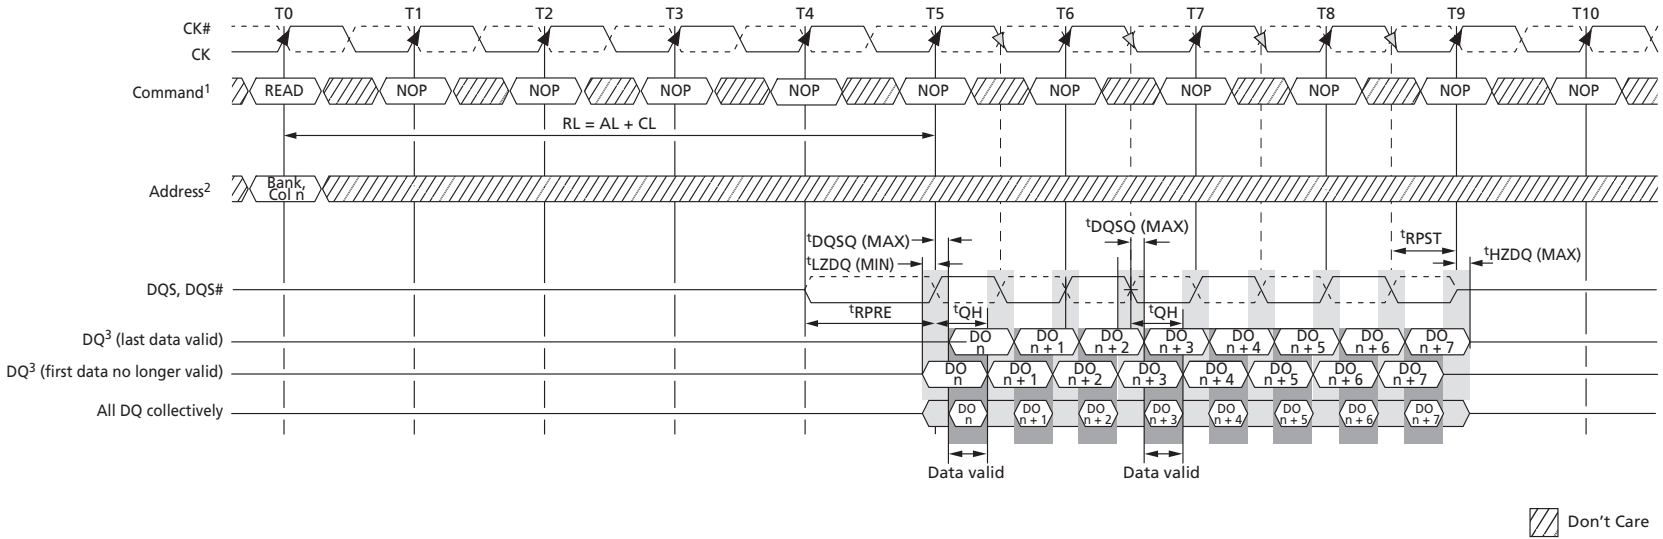 T0 T1 T2 T3 T4 T5 T6 T7 T8 T9 T10
CK#
CK
Command1 READ NOP NOP NOP NOP NOP NOP NOP NOP NOP NOP
RL = AL + CL
Address2 Bank, Col n
tDQSQ (MAX) tDQSQ (MAX) tRPST
tLZDQ (MIN) tHZDQ (MAX)
DQS, DQS#
tRPRE tQH tQH
DQ3 (last data valid) DO n DO n + 1 DO n + 2 DO n + 3 DO n + 4 DO n + 5 DO n + 6 DO n + 7
DQ3 (first data no longer valid) DO n DO n + 1 DO n + 2 DO n + 3 DO n + 4 DO n + 5 DO n + 6 DO n + 7
All DQ collectively DO n DO n + 1 DO n + 2 DO n + 3 DO n + 4 DO n + 5 DO n + 6 DO n + 7
Data valid Data valid
Don't Care